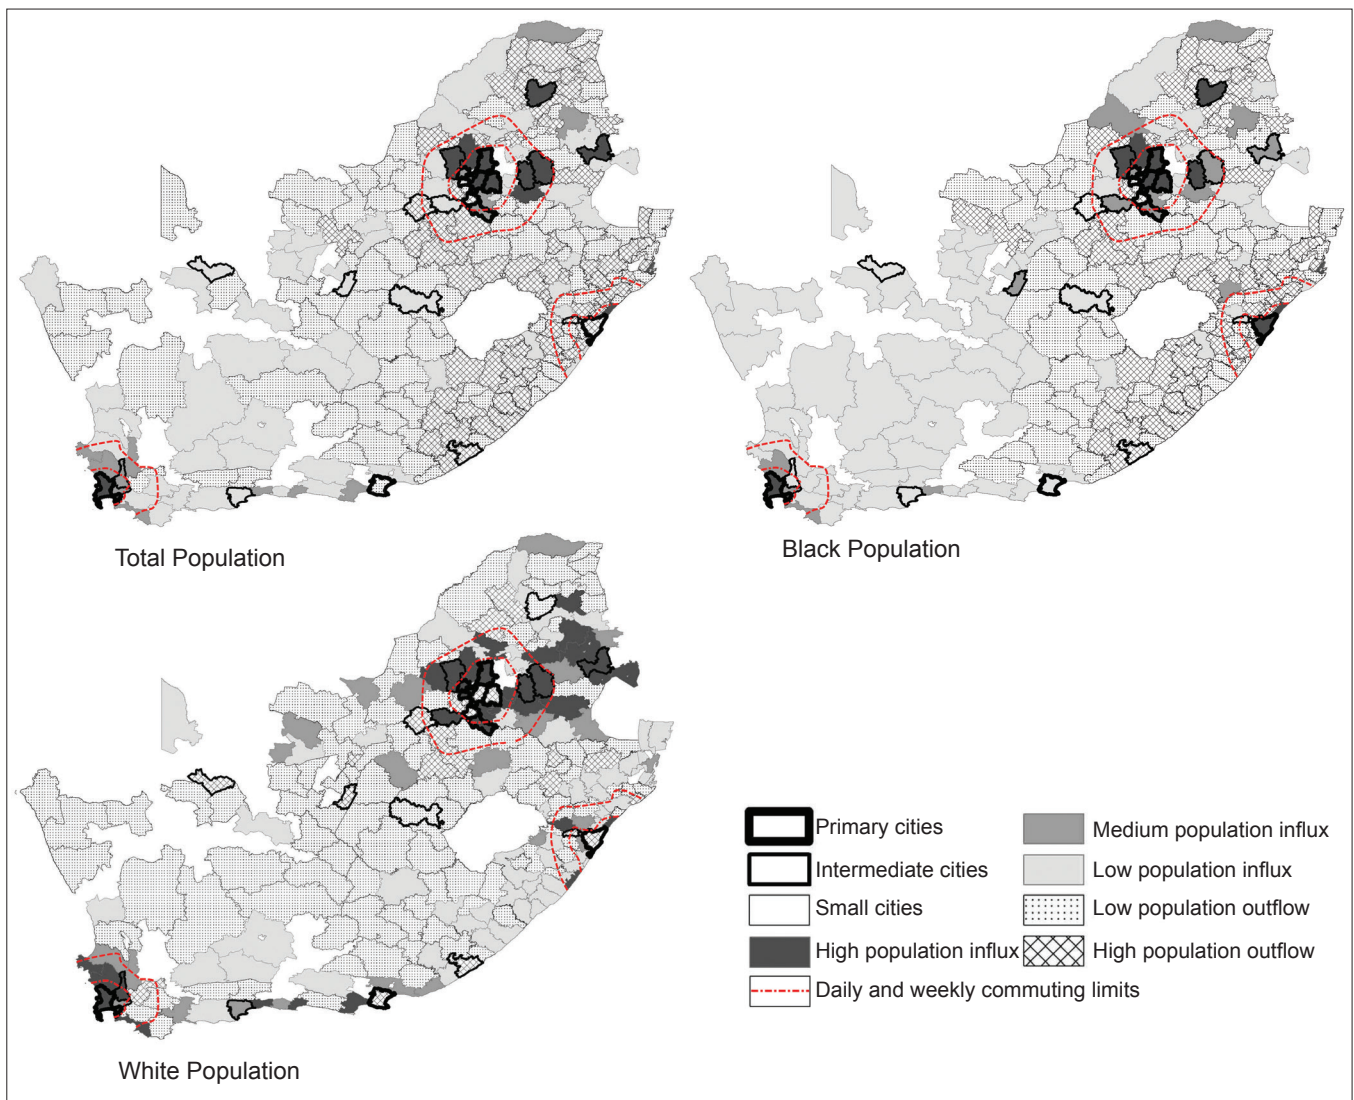 Total Population
Black Population
White Population
Primary cities
Intermediate cities
Small cities
High population influx
Daily and weekly commuting limits
Medium population influx
Low population influx
Low population outflow
High population outflow